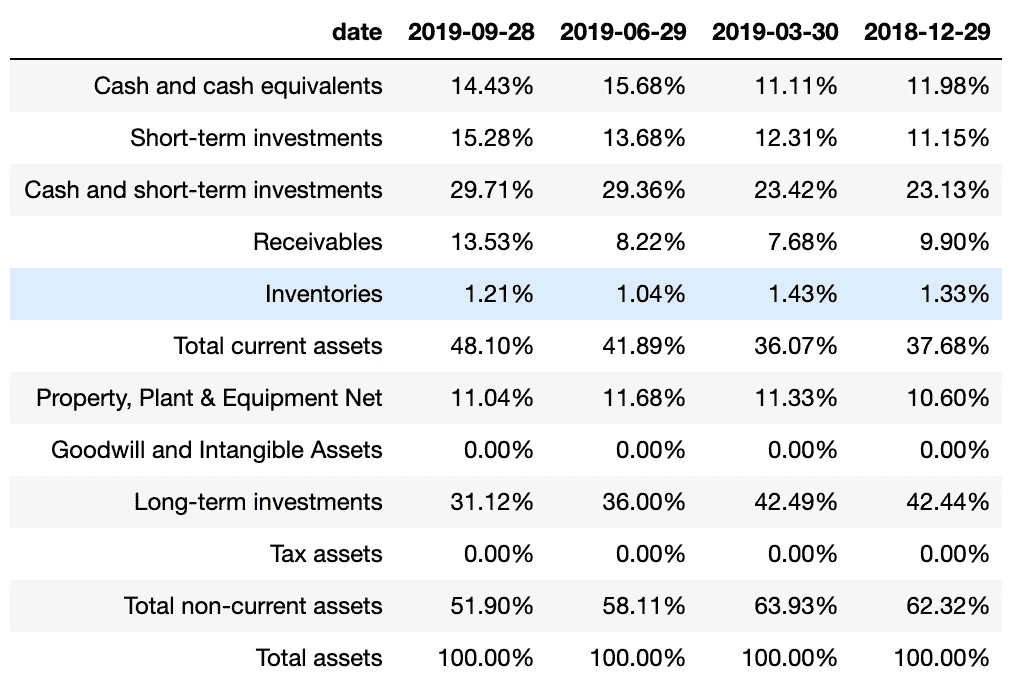 date 2019-09-28 2019-06-29 2019-03-30 2018-12-29
Cash and cash equivalents 14.43% 15.68% 11.11% 11.98%
Short-term investments 15.28% 13.68% 12.31% 11.15%
Cash and short-term investments 29.71% 29.36% 23.42% 23.13%
Receivables 13.53% 8.22% 7.68% 9.90%
Inventories 1.21% 1.04% 1.43% 1.33%
Total current assets 48.10% 41.89% 36.07% 37.68%
Property, Plant & Equipment Net 11.04% 11.68% 11.33% 10.60%
Goodwill and Intangible Assets 0.00% 0.00% 0.00% 0.00%
Long-term investments 31.12% 36.00% 42.49% 42.44%
Tax assets 0.00% 0.00% 0.00% 0.00%
Total non-current assets 51.90% 58.11% 63.93% 62.32%
Total assets 100.00% 100.00% 100.00% 100.00%